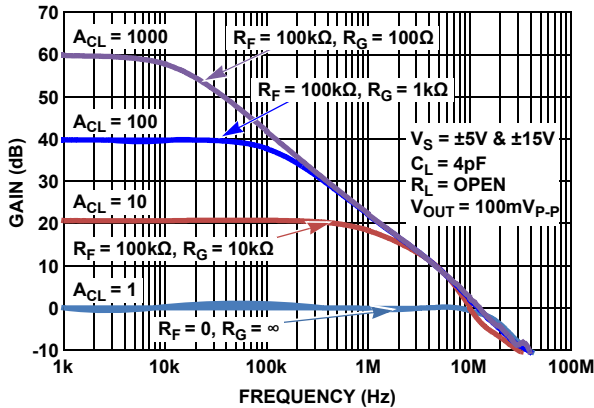 70
60
50
40
30
20
10
0
-10
GAIN (dB)
A_CL = 1000
R_F = 100kΩ, R_G = 100Ω
R_F = 100kΩ, R_G = 1kΩ
A_CL = 100
V_S = ±5V & ±15V
C_L = 4pF
R_L = OPEN
V_OUT = 100mV_P-P
A_CL = 10
R_F = 100kΩ, R_G = 10kΩ
A_CL = 1
R_F = 0, R_G = ∞
1k 10k 100k 1M 10M 100M
FREQUENCY (Hz)